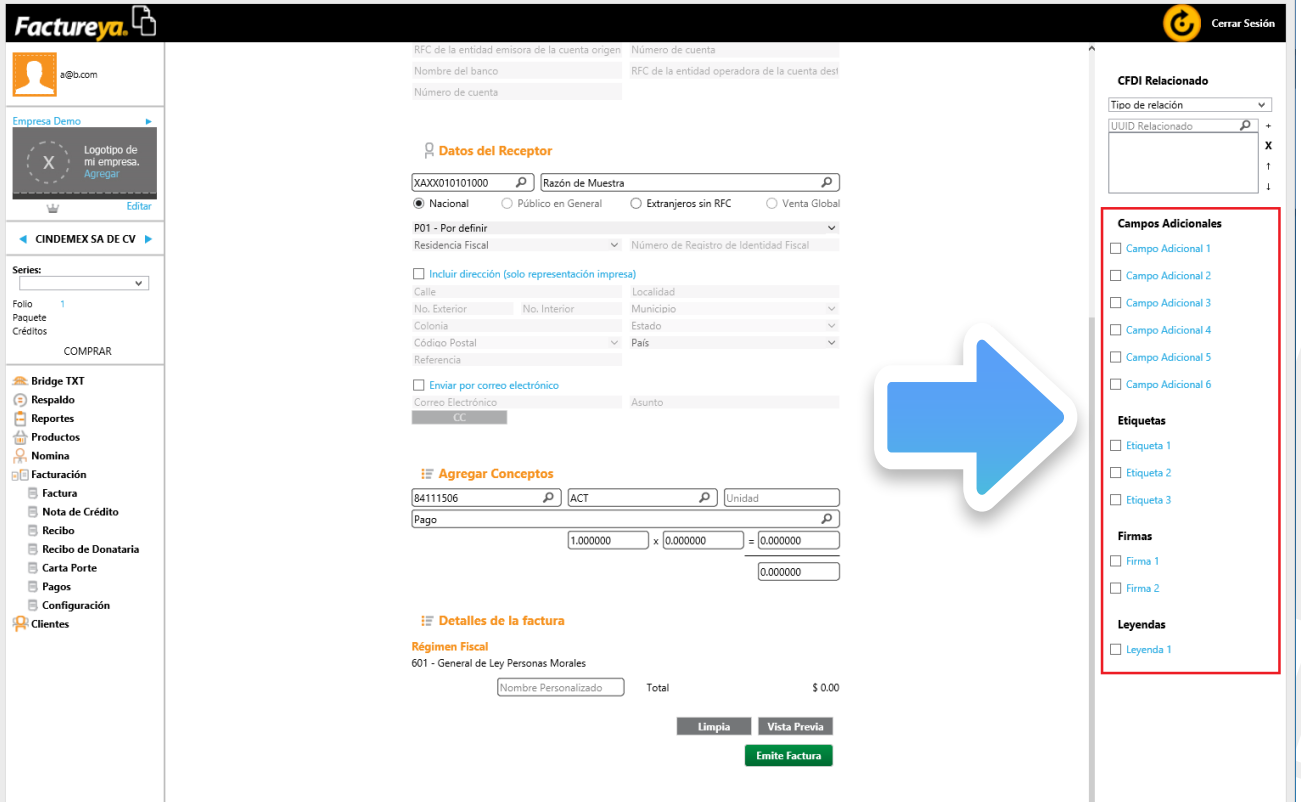 Factureya.
Cerrar Sesión
a@b.com
Empresa Demo
X
Logotipo de
mi empresa.
Agregar
Editar
CINDEMEX SA DE CV
Series:
Folio 1
Paquete
Créditos
COMPRAR
Bridge TXT
Respaldo
Reportes
Productos
Nomina
Facturación
Factura
Nota de Crédito
Recibo
Recibo de Donataria
Carta Porte
Pagos
Configuración
Clientes
RFC de la entidad emisora de la cuenta origen Número de cuenta
Nombre del banco RFC de la entidad operadora de la cuenta dest
Número de cuenta
Datos del Receptor
XAXX010101000 Razón de Muestra
Nacional Público en General Extranjeros sin RFC Venta Global
P01 - Por definir
Residencia Fiscal Número de Registro de Identidad Fiscal
Incluir dirección (solo representación impresa)
Calle Localidad
No. Exterior No. Interior Municipio
Colonia Estado
Código Postal País
Referencia
Enviar por correo electrónico
Correo Electrónico Asunto
CC
Agregar Conceptos
84111506 ACT Unidad
Pago
1.000000 x 0.000000 = 0.000000
0.000000
Detalles de la factura
Régimen Fiscal
601 - General de Ley Personas Morales
Nombre Personalizado Total $ 0.00
Limpia Vista Previa
Emite Factura
CFDI Relacionado
Tipo de relación
UUID Relacionado +
X
↑
↓
Campos Adicionales
Campo Adicional 1
Campo Adicional 2
Campo Adicional 3
Campo Adicional 4
Campo Adicional 5
Campo Adicional 6
Etiquetas
Etiqueta 1
Etiqueta 2
Etiqueta 3
Firmas
Firma 1
Firma 2
Leyendas
Leyenda 1